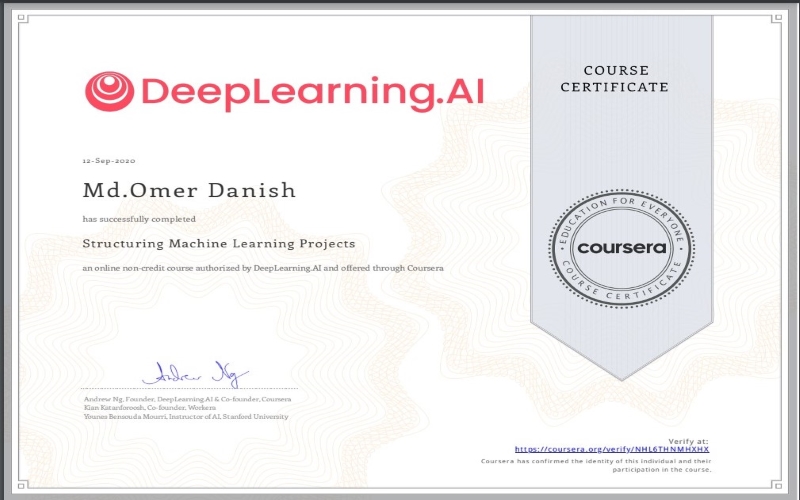 DeepLearning.AI
COURSE
CERTIFICATE
12-Sep-2020
Md.Omer Danish
has successfully completed
Structuring Machine Learning Projects
an online non-credit course authorized by DeepLearning.AI and offered through Coursera
EDUCATION FOR EVERYONE
coursera
COURSE CERTIFICATE
Andrew Ng
Andrew Ng, Founder, DeepLearning.AI & Co-founder, Coursera
Kian Katanforoosh, Co-founder, Workera
Younes Bensouda Mourri, Instructor of AI, Stanford University
Verify at:
https://coursera.org/verify/NHL6THNMHXHX
Coursera has confirmed the identity of this individual and their
participation in the course.